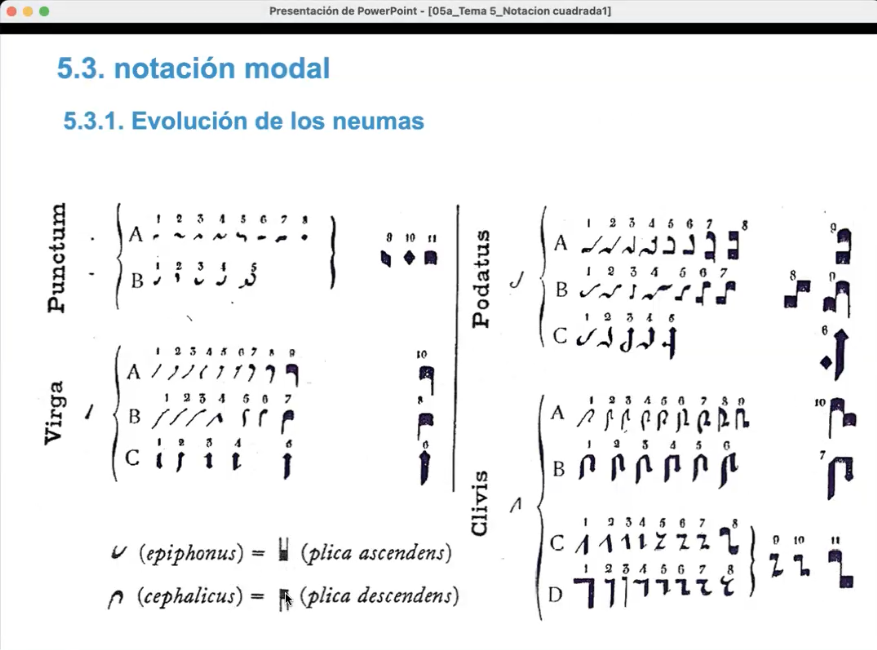 Presentación de PowerPoint - [05a_Tema 5_Notacion cuadrada1]
5.3. notación modal
5.3.1. Evolución de los neumas
Punctum
A 1 2 3 4 5 6 7 8
9 10 11
B 1 2 3 4 5
Virga
A 1 2 3 4 5 6 7 8 9
10
B 1 2 3 4 5 6 7
8
C 1 2 3 4 5
6
(epiphonus) = (plica ascendens)
(cephalicus) = (plica descendens)
Podatus
A 1 2 3 4 5 6 7 8
9
B 1 2 3 4 5 6 7
8 9
C 1 2 3 4 5
6
Clivis
A 1 2 3 4 5 6 7 8 9
10
B 1 2 3 4 5 6
7
C 1 2 3 4 5 6 7 8
9 10 11
D 1 2 3 4 5 6 7 8